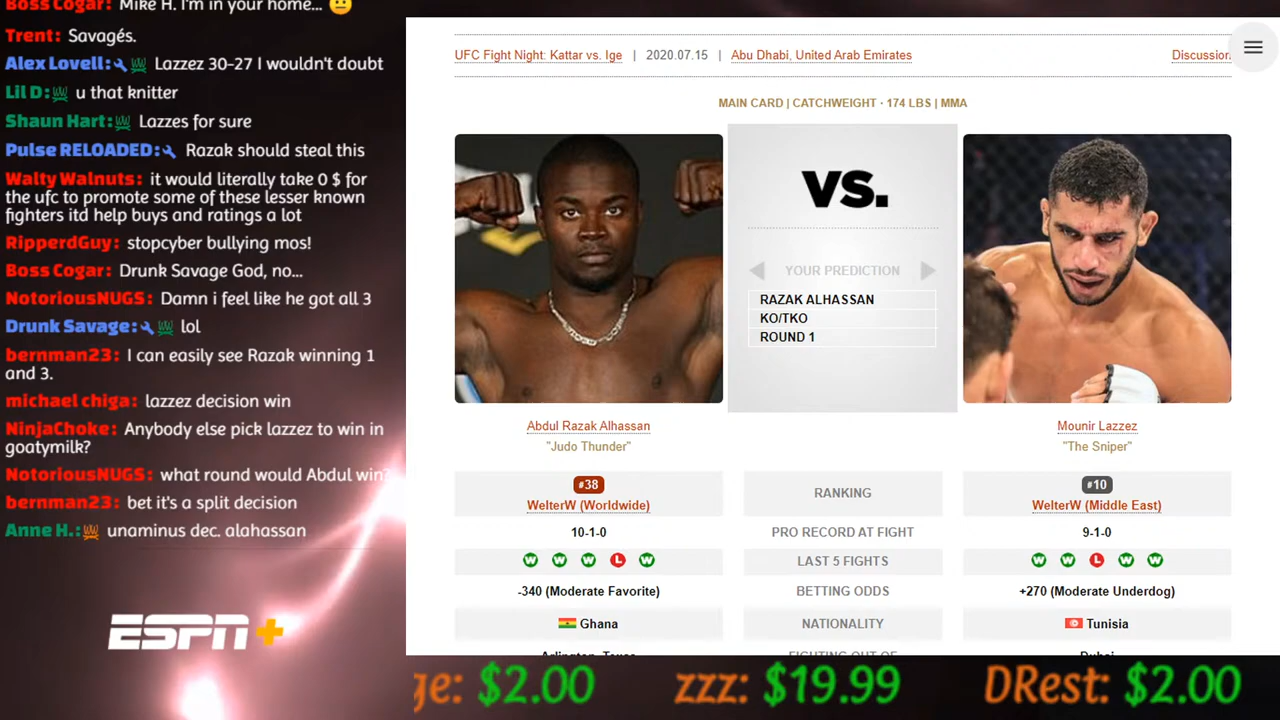 Boss Cogar: Mike H. I'm in your home...
Trent: Savagés.
Alex Lovell: Lazzez 30-27 I wouldn't doubt
Lil D: u that knitter
Shaun Hart: Lazzes for sure
Pulse RELOADED: Razak should steal this
Walty Walnuts: it would literally take 0 $ for
the ufc to promote some of these lesser known
fighters itd help buys and ratings a lot
RipperdGuy: stopcyber bullying mos!
Boss Cogar: Drunk Savage God, no...
NotoriousNUGS: Damn i feel like he got all 3
Drunk Savage: lol
bernman23: I can easily see Razak winning 1
and 3.
michael chiga: lazzez decision win
NinjaChoke: Anybody else pick lazzez to win in
goatymilk?
NotoriousNUGS: what round would Abdul win?
bernman23: bet it's a split decision
Anne H.: unaminus dec. alahassan
ESPN+
UFC Fight Night: Kattar vs. Ige | 2020.07.15 | Abu Dhabi, United Arab Emirates Discussion
MAIN CARD | CATCHWEIGHT · 174 LBS | MMA
VS.
YOUR PREDICTION
RAZAK ALHASSAN
KO/TKO
ROUND 1
Abdul Razak Alhassan Mounir Lazzez
"Judo Thunder" "The Sniper"
#38 #10
WelterW (Worldwide) RANKING WelterW (Middle East)
10-1-0 PRO RECORD AT FIGHT 9-1-0
W W W L W LAST 5 FIGHTS W W L W W
-340 (Moderate Favorite) BETTING ODDS +270 (Moderate Underdog)
Ghana NATIONALITY Tunisia
Arlington, Texas FIGHTING OUT OF Dubai
ge: $2.00 zzz: $19.99 DRest: $2.00